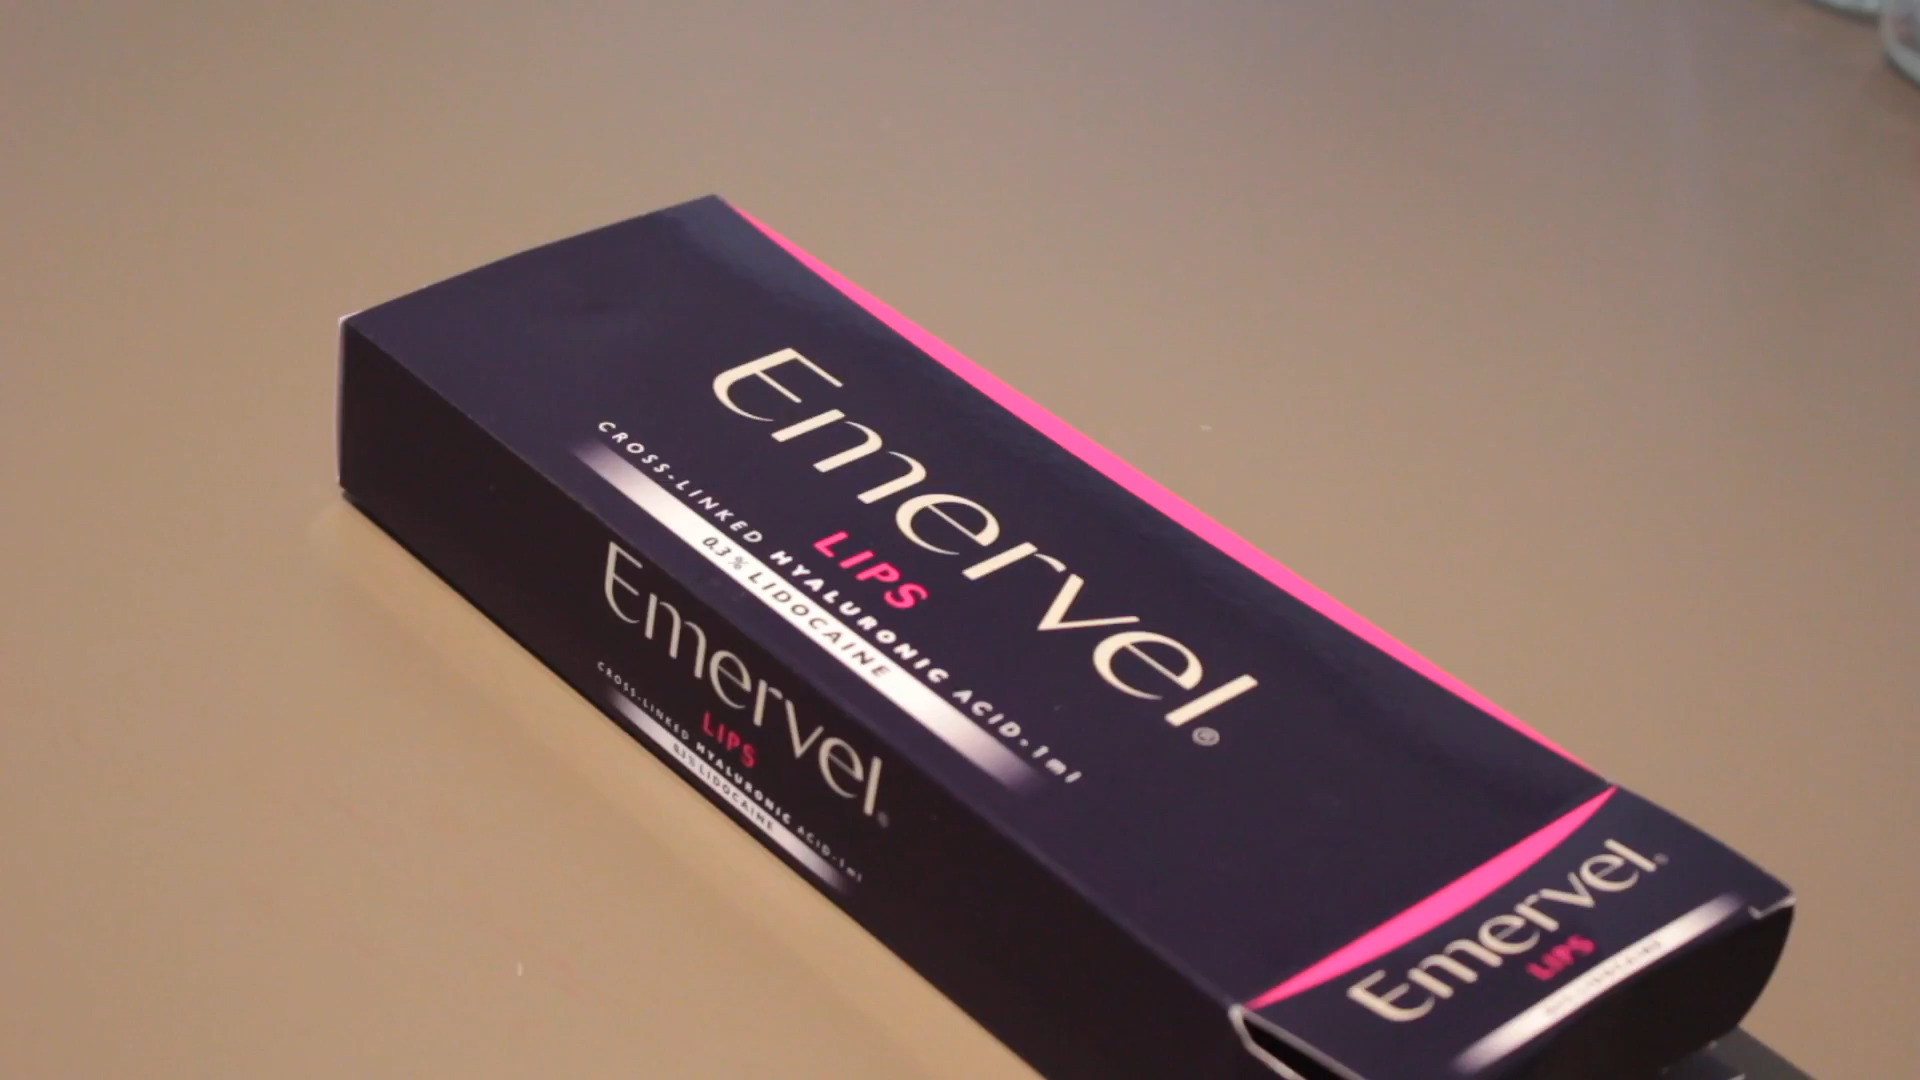 Emervel®
LIPS
CROSS-LINKED HYALURONIC ACID•1ml
0.3% LIDOCAINE
Emervel®
LIPS
CROSS-LINKED HYALURONIC ACID•1ml
0.3% LIDOCAINE
Emervel®
LIPS